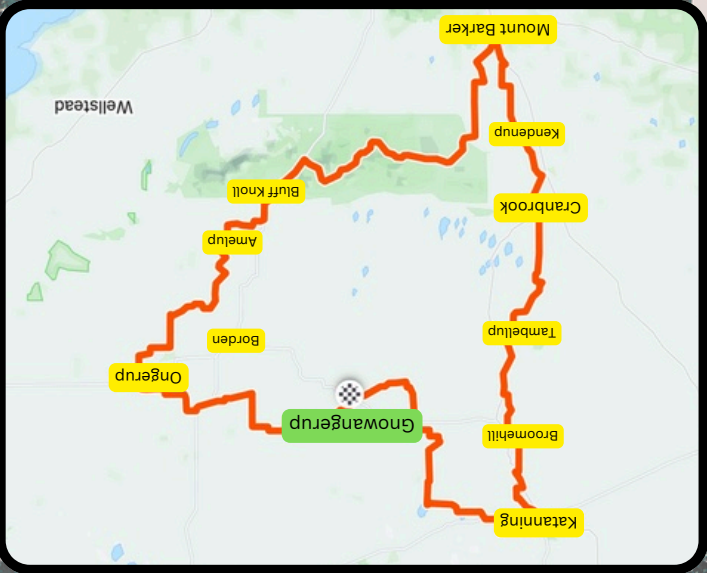 Katanning
Broomehill
Gnowangerup
Ongerup
Borden
Tambellup
Amelup
Cranbrook
Bluff Knoll
Kendenup
Wellstead
Mount Barker